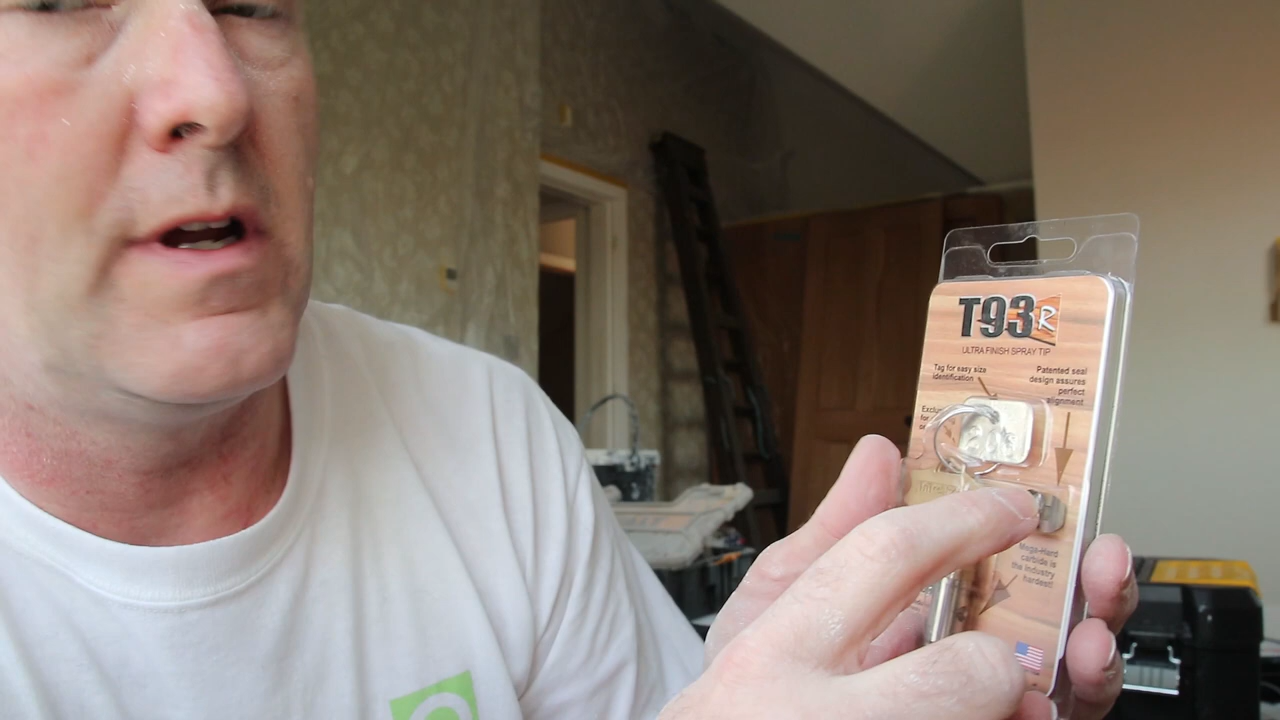 T93R
ULTRA FINISH SPRAY TIP
Tag for easy size
identification
Patented seal
design assures
perfect
alignment
Mega-Hard
carbide is
the industry
hardest!